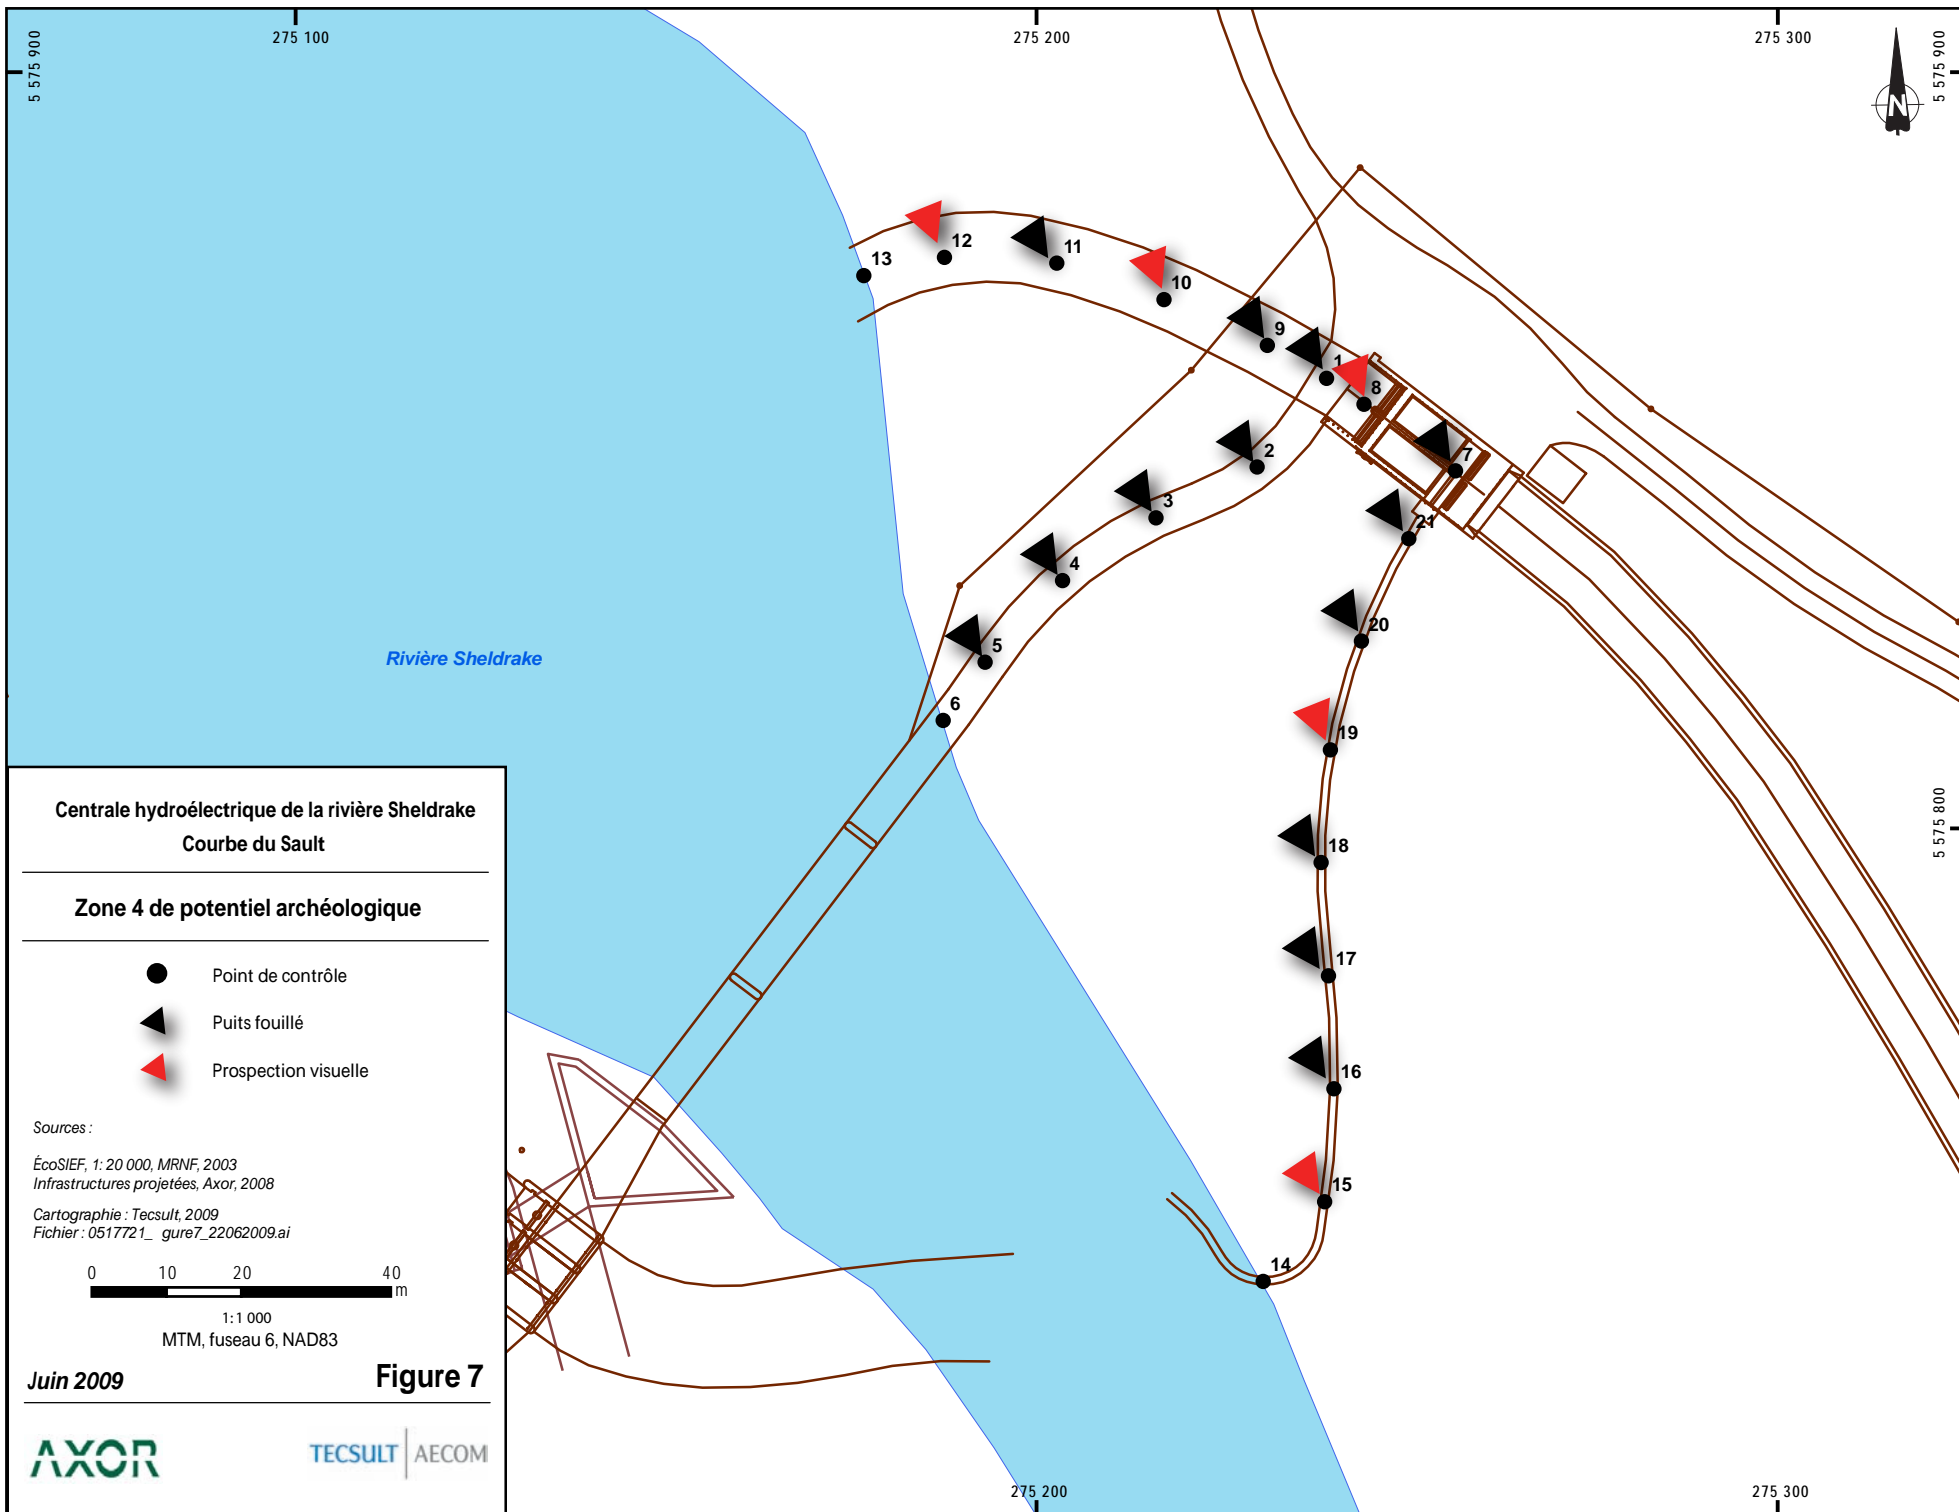 275 100
275 200
275 300
5 575 900
5 575 900
N
13
12
11
10
9
1
8
7
2
3
4
5
6
21
20
19
18
17
16
15
14
Rivière Sheldrake
5 575 800
Centrale hydroélectrique de la rivière Sheldrake
Courbe du Sault
Zone 4 de potentiel archéologique
Point de contrôle
Puits fouillé
Prospection visuelle
Sources :
ÉcoSIEF, 1: 20 000, MRNF, 2003
Infrastructures projetées, Axor, 2008
Cartographie : Tecsult, 2009
Fichier : 0517721_ gure7_22062009.ai
0 10 20 40
m
1:1 000
MTM, fuseau 6, NAD83
Juin 2009
Figure 7
AXOR
TECSULT AECOM
275 200
275 300